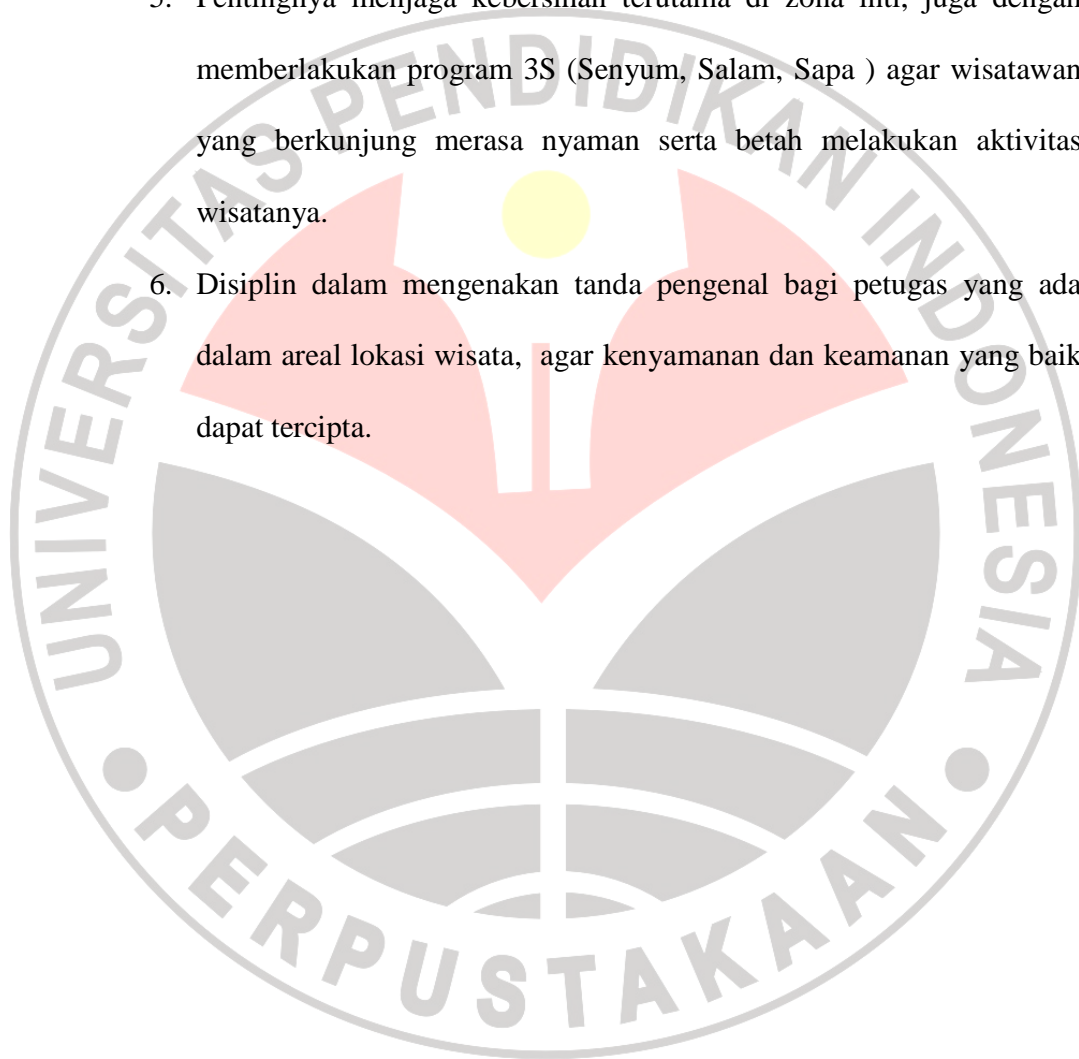 5. Pentingnya menjaga kebersihan terutama di zona inti, juga dengan
memberlakukan program 3S (Senyum, Salam, Sapa ) agar wisatawan
yang berkunjung merasa nyaman serta betah melakukan aktivitas
wisatanya.
6. Disiplin dalam mengenakan tanda pengenal bagi petugas yang ada
dalam areal lokasi wisata, agar kenyamanan dan keamanan yang baik
dapat tercipta.
UNIVERSITAS PENDIDIKAN INDONESIA
PERPUSTAKAAN